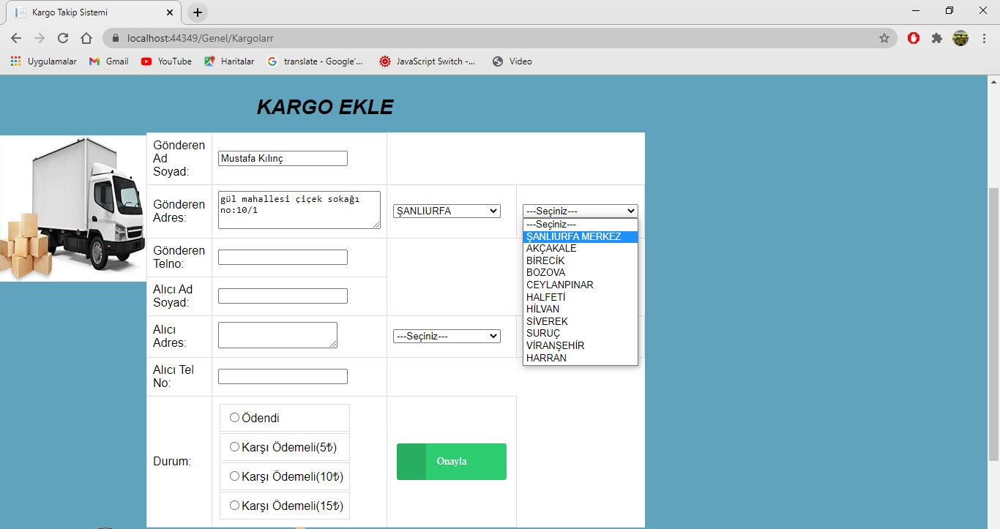 Kargo Takip Sistemi
localhost:44349/Genel/Kargolarr
Uygulamalar Gmail YouTube Haritalar translate - Google'... JavaScript Switch -... Video
KARGO EKLE
Gönderen
Ad
Soyad:
Mustafa Kılınç
Gönderen
Adres:
gül mahallesi çiçek sokağı
no:10/1
ŞANLIURFA
---Seçiniz---
---Seçiniz---
ŞANLIURFA MERKEZ
AKÇAKALE
BİRECİK
BOZOVA
CEYLANPINAR
HALFETİ
HİLVAN
SİVEREK
SURUÇ
VİRANŞEHİR
HARRAN
Gönderen
Telno:
Alıcı Ad
Soyad:
Alıcı
Adres:
---Seçiniz---
Alıcı Tel
No:
Durum:
Ödendi
Karşı Ödemeli(5₺)
Karşı Ödemeli(10₺)
Karşı Ödemeli(15₺)
Onayla